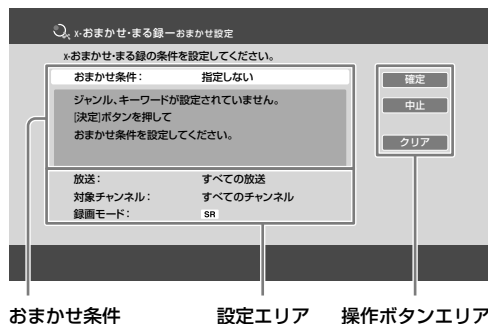 x-おまかせ・まる録ーおまかせ設定
x-おまかせ・まる録の条件を設定してください。
おまかせ条件： 指定しない
ジャンル、キーワードが設定されていません。
[決定]ボタンを押して
おまかせ条件を設定してください。
放送： すべての放送
対象チャンネル： すべてのチャンネル
録画モード： SR
確定
中止
クリア
おまかせ条件 設定エリア 操作ボタンエリア